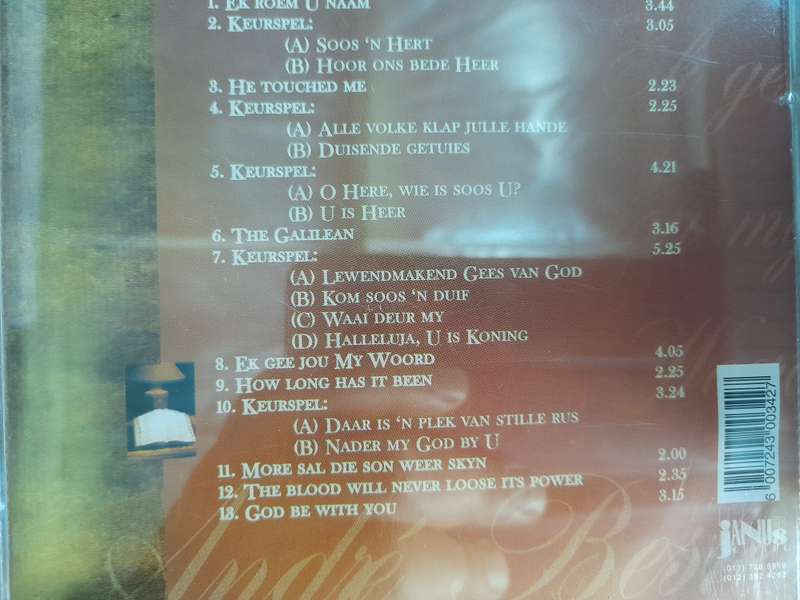 1. Ek roem U naam 3.44
2. Keurspel: 3.05
(A) Soos 'n Hert
(B) Hoor ons bede Heer
3. He touched me 2.23
4. Keurspel: 2.25
(A) Alle volke klap julle hande
(B) Duisende getuies
5. Keurspel: 4.21
(A) O Here, wie is soos U?
(B) U is Heer
6. The Galilean 3.16
7. Keurspel: 5.25
(A) Lewendmakend Gees van God
(B) Kom soos 'n duif
(C) Waai deur my
(D) Halleluja, U is Koning
8. Ek gee jou My Woord 4.05
9. How long has it been 2.25
10. Keurspel: 3.24
(A) Daar is 'n plek van stille rus
(B) Nader my God by U
11. More sal die son weer skyn 2.00
12. The blood will never loose its power 2.35
13. God be with you 3.15
6 007243 003427
JANUS
André